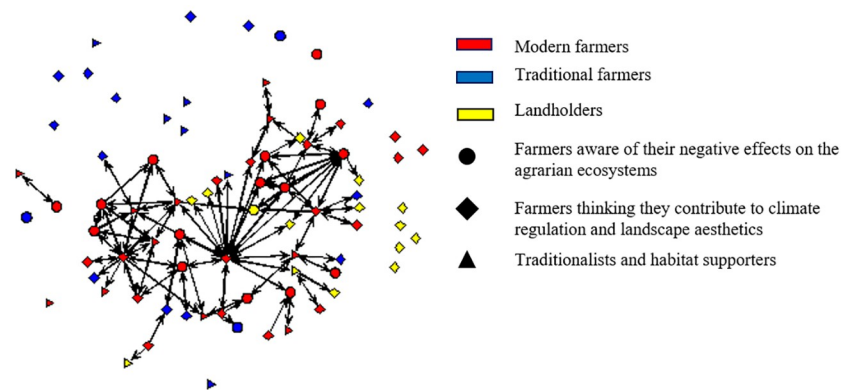 Modern farmers
Traditional farmers
Landholders
Farmers aware of their negative effects on the
agrarian ecosystems
Farmers thinking they contribute to climate
regulation and landscape aesthetics
Traditionalists and habitat supporters